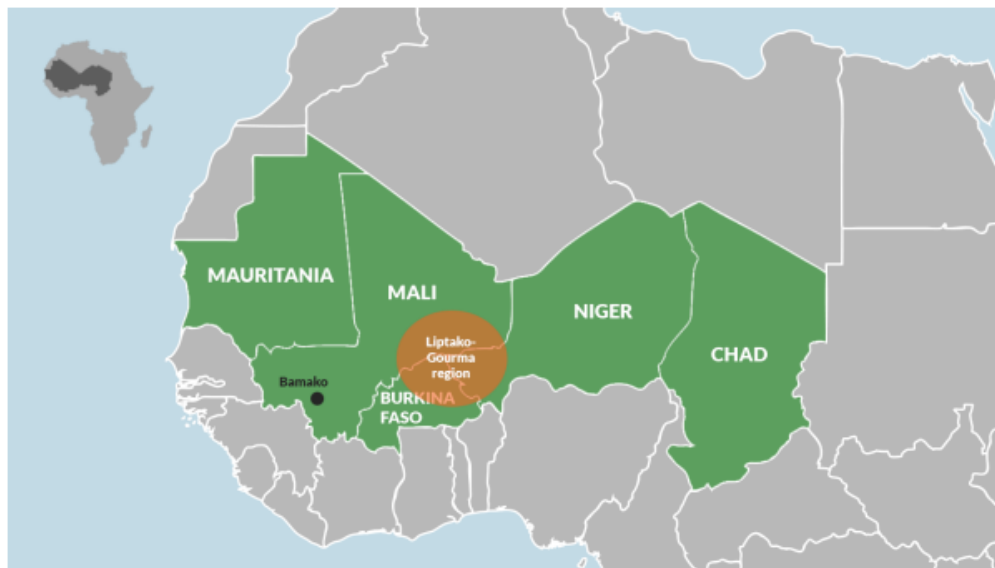 MAURITANIA
MALI
NIGER
CHAD
Liptako-
Gourma
region
Bamako
BURKINA
FASO